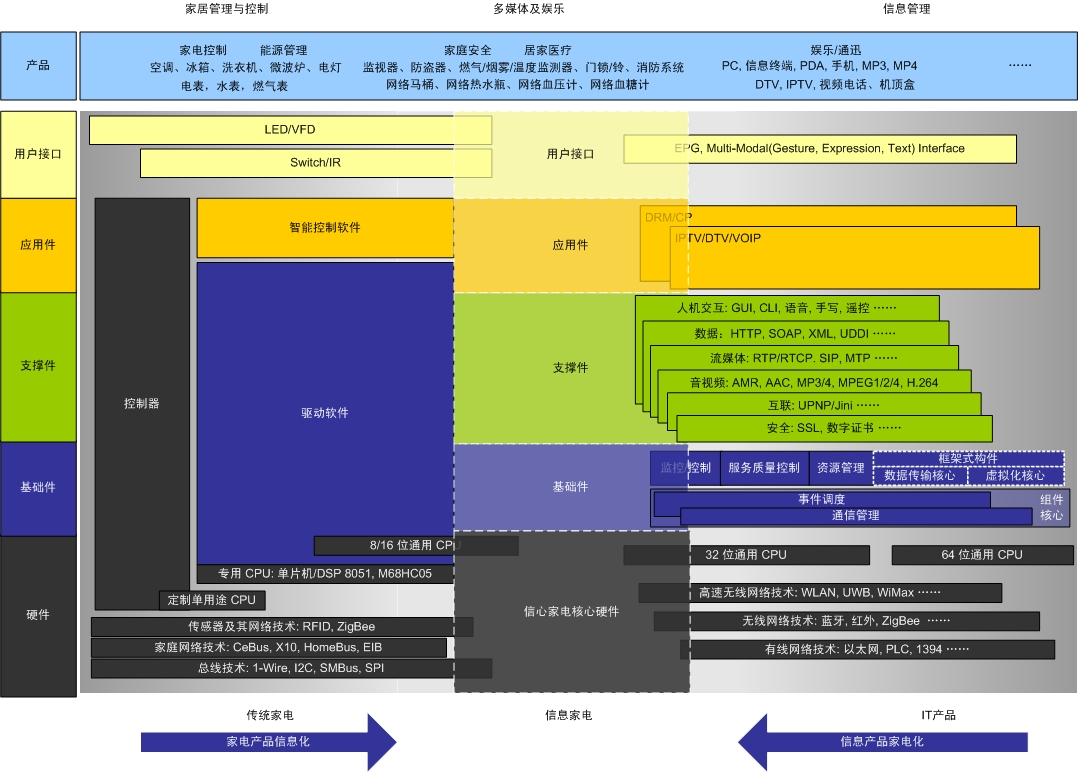 家居管理与控制
多媒体及娱乐
信息管理
产品
家电控制 能源管理
空调、冰箱、洗衣机、微波炉、电灯
电表，水表，燃气表
家庭安全 居家医疗
监视器、防盗器、燃气/烟雾/温度监测器、门锁/铃、消防系统
网络马桶、网络热水瓶、网络血压计、网络血糖计
娱乐/通迅
PC, 信息终端, PDA, 手机, MP3, MP4
DTV, IPTV, 视频电话、机顶盒
……
用户接口
LED/VFD
Switch/IR
用户接口
EPG, Multi-Modal(Gesture, Expression, Text) Interface
应用件
智能控制软件
应用件
DRM/CP
IPTV/DTV/VOIP
支撑件
控制器
驱动软件
支撑件
人机交互: GUI, CLI, 语音, 手写, 遥控 ……
数据：HTTP, SOAP, XML, UDDI ……
流媒体: RTP/RTCP. SIP, MTP ……
音视频: AMR, AAC, MP3/4, MPEG1/2/4, H.264
互联: UPNP/Jini ……
安全: SSL, 数字证书 ……
基础件
基础件
监控/控制
服务质量控制
资源管理
框架式构件
数据传输核心
虚拟化核心
事件调度
通信管理
组件
核心
硬件
8/16 位通用 CPU
专用 CPU: 单片机/DSP 8051, M68HC05
定制单用途 CPU
传感器及其网络技术: RFID, ZigBee
家庭网络技术: CeBus, X10, HomeBus, EIB
总线技术: 1-Wire, I2C, SMBus, SPI
信心家电核心硬件
32 位通用 CPU
64 位通用 CPU
高速无线网络技术: WLAN, UWB, WiMax ……
无线网络技术: 蓝牙, 红外, ZigBee ……
有线网络技术: 以太网, PLC, 1394 ……
传统家电
信息家电
IT产品
家电产品信息化
信息产品家电化